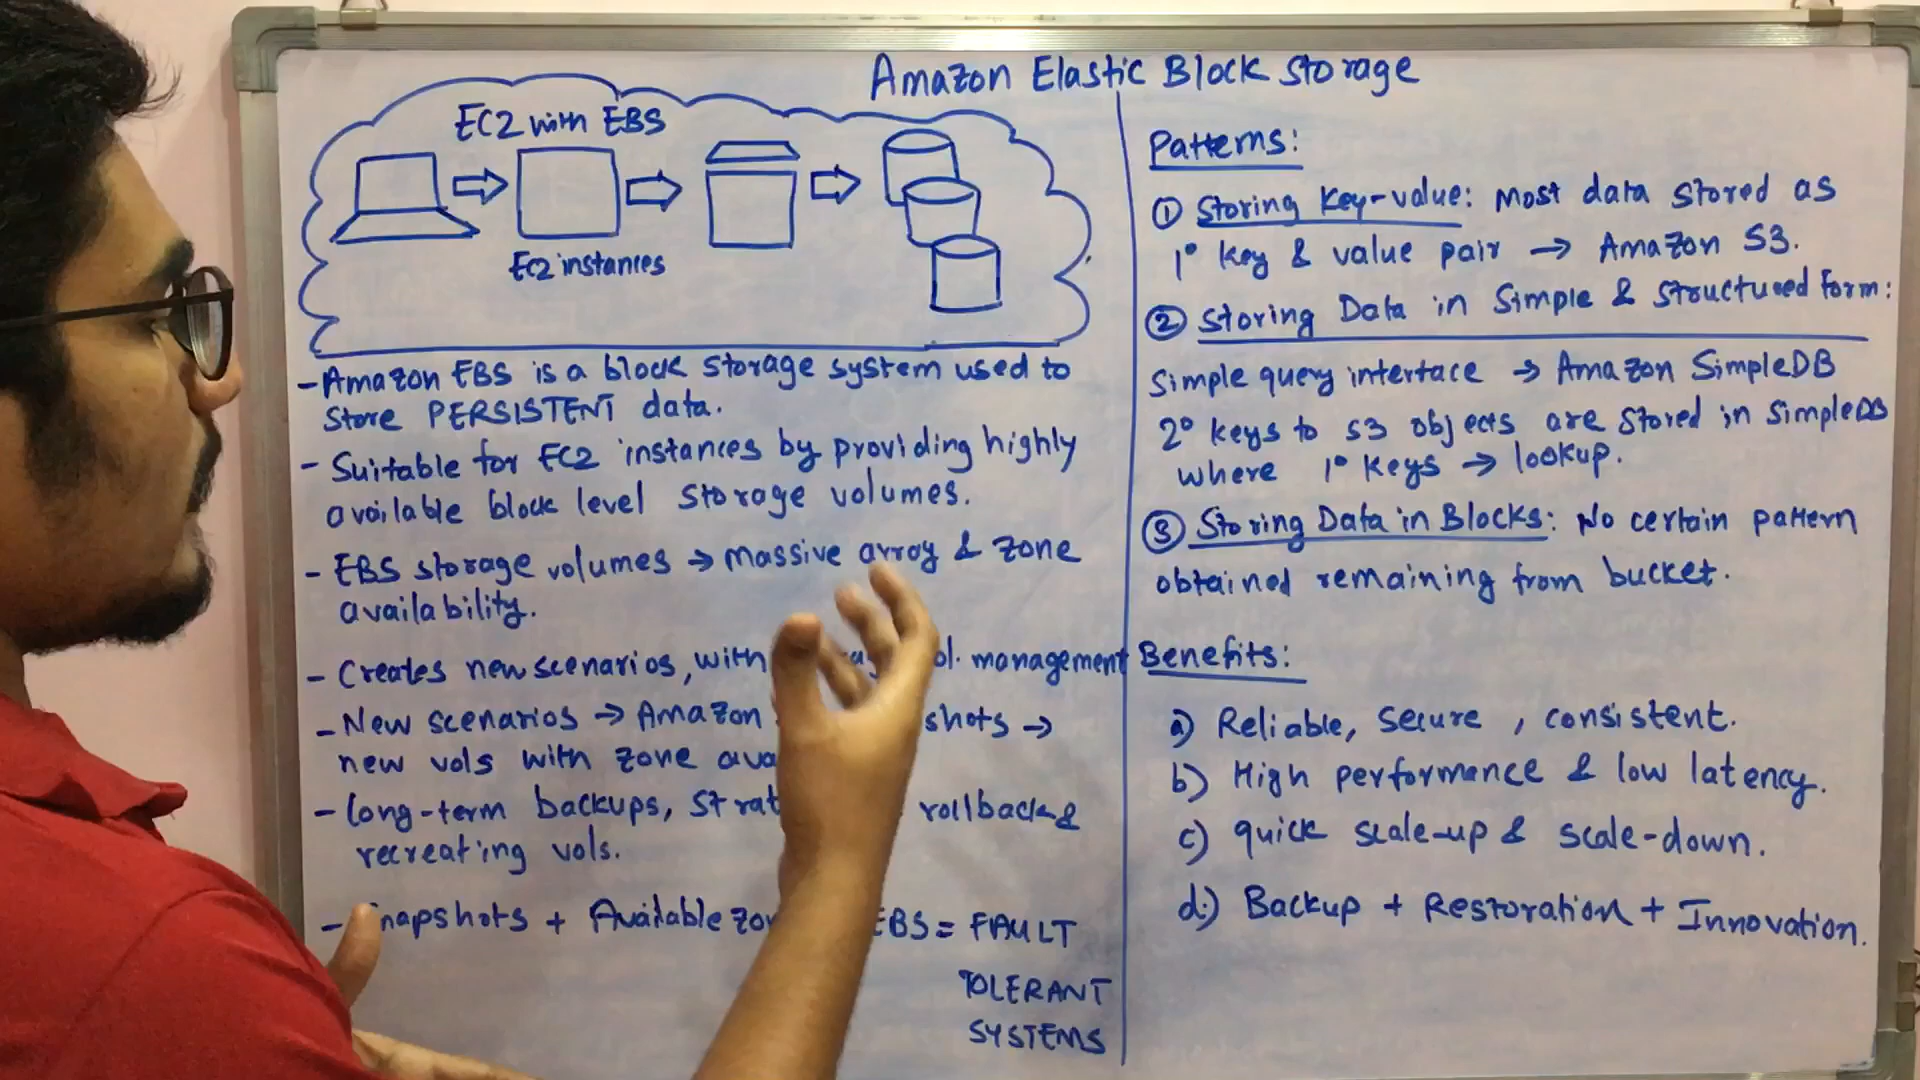 Amazon Elastic Block Storage
EC2 with EBS
EC2 instances
- Amazon EBS is a block storage system used to
store PERSISTENT data.
- Suitable for EC2 instances by providing highly
available block level storage volumes.
- EBS storage volumes → massive array & zone
availability.
- Creates new scenarios, with management
- New scenarios → Amazon shots →
new vols with zone
- Long-term backups, rollback &
recreating vols.
- Snapshots + Available EBS = FAULT
TOLERANT
SYSTEMS
Patterns:
① Storing Key-value: Most data stored as
1° key & value pair → Amazon S3.
② Storing Data in Simple & Structured form:
Simple query interface → Amazon SimpleDB
2° keys to S3 objects are stored in SimpleDB
where 1° keys → lookup.
③ Storing Data in Blocks: No certain pattern
obtained remaining from bucket.
Benefits:
a) Reliable, secure, consistent.
b) High performance & low latency.
c) quick scale-up & scale-down.
d) Backup + Restoration + Innovation.